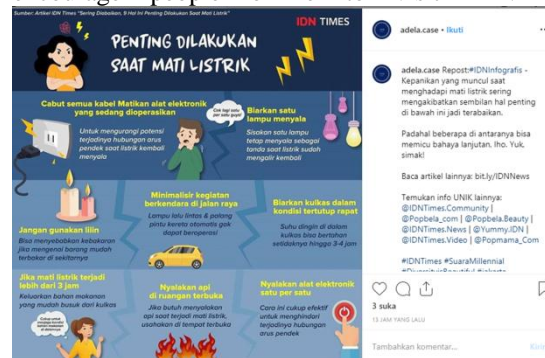 Sumber: Artikel IDN Times "Sering Diabaikan, 9 Hal Ini Penting Dilakukan Saat Mati Listrik"
IDN TIMES
PENTING DILAKUKAN
SAAT MATI LISTRIK
Cabut semua kabel Matikan alat elektronik
yang sedang dioperasikan
Untuk mengurangi potensi
terjadinya hubungan arus
pendek saat listrik kembali
menyala
Cek lagi satu
per satu guys!
Biarkan satu
lampu menyala
Sisakan satu lampu
tetap menyala sebagai
tanda saat listrik sudah
mengalir kembali
Jangan gunakan lilin
Bisa menyebabkan kebakaran
jika mengenai barang mudah
terbakar di sekitarnya
Minimalisir kegiatan
berkendara di jalan raya
Lampu lalu lintas & palang
pintu kereta otomatis gak
dapat beroperasi
Biarkan kulkas dalam
kondisi tertutup rapat
Suhu dingin di dalam
kulkas bisa bertahan
setidaknya hingga 3-4 jam
Jika mati listrik terjadi
lebih dari 3 jam
Keluarkan bahan makanan
yang mudah busuk dari kulkas
Nyalakan api
di ruangan terbuka
Jika butuh menyalakan
api saat terjadi mati listrik,
usahakan di tempat terbuka
Nyalakan alat elektronik
satu per satu
Cara ini cukup efektif
untuk menghindari
terjadinya hubungan
arus pendek
adela.case • Ikuti
adela.case Repost:#IDNInfografis -
Kepanikan yang muncul saat
menghadapi mati listrik sering
mengakibatkan sembilan hal penting
di bawah ini jadi terabaikan.
Padahal beberapa di antaranya bisa
memicu bahaya lanjutan, lho. Yuk,
simak!
Baca artikel lainnya: bit.ly/IDNNews
Temukan info UNIK lainnya:
@IDNTimes.Community |
@Popbela_com | @Popbela.Beauty |
@IDNTimes.News | @Yummy.IDN |
@IDNTimes.Video | @Popmama_Com
#IDNTimes #SuaraMillennial
3 suka
13 JAM YANG LALU
Tambahkan komentar...
Kirim